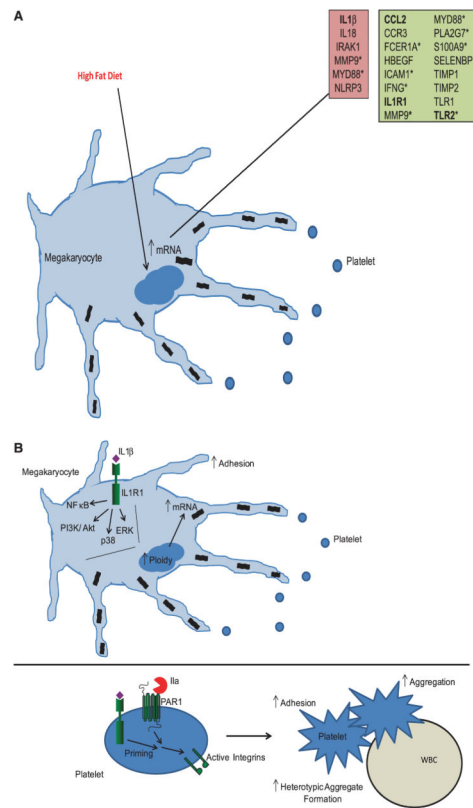 A
IL1β
IL18
IRAK1
MMP9*
MYD88*
NLRP3
CCL2 MYD88*
CCR3 PLA2G7*
FCER1A* S100A9*
HBEGF SELENBP
ICAM1* TIMP1
IFNG* TIMP2
IL1R1 TLR1
MMP9* TLR2*
High Fat Diet
↑ mRNA
Megakaryocyte
Platelet
B
IL1β
Megakaryocyte
↑ Adhesion
IL1R1
NFκB
↑ mRNA
PI3K/Akt
ERK
p38
↑ Ploidy
Platelet
IIa
PAR1
Priming
Active Integrins
Platelet
↑ Aggregation
↑ Adhesion
Platelet
WBC
↑ Heterotypic Aggregate
Formation